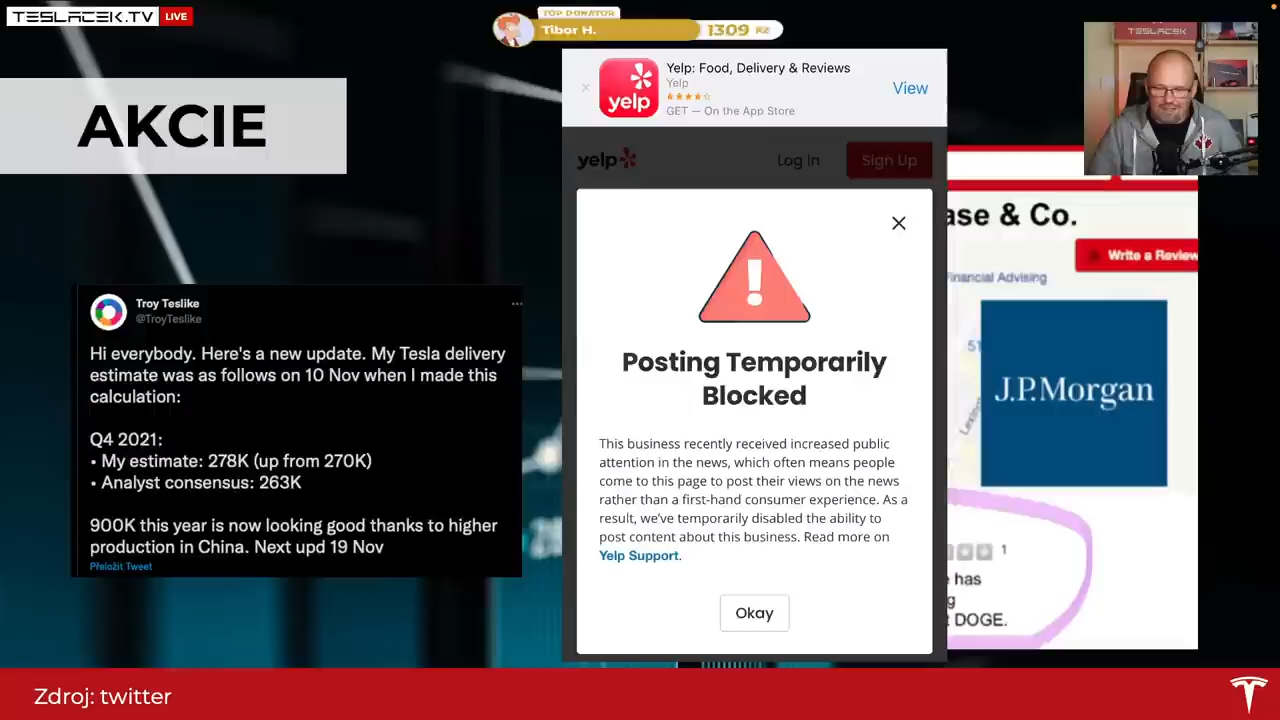 TESLACEK.TV LIVE
TOP DONATOR
Tibor H.
1309 Kč
TESLACEK
AKCIE
Troy Teslike
@TroyTeslike
Hi everybody. Here's a new update. My Tesla delivery
estimate was as follows on 10 Nov when I made this
calculation:
Q4 2021:
• My estimate: 278K (up from 270K)
• Analyst consensus: 263K
900K this year is now looking good thanks to higher
production in China. Next upd 19 Nov
Přeložit Tweet
yelp
Yelp: Food, Delivery & Reviews
Yelp
GET — On the App Store
View
yelp
Log In
Sign Up
Posting Temporarily
Blocked
This business recently received increased public
attention in the news, which often means people
come to this page to post their views on the news
rather than a first-hand consumer experience. As a
result, we've temporarily disabled the ability to
post content about this business. Read more on
Yelp Support.
Okay
ase & Co.
Write a Review
Financial Advising
51
J.P.Morgan
1
has
DOGE.
Zdroj: twitter